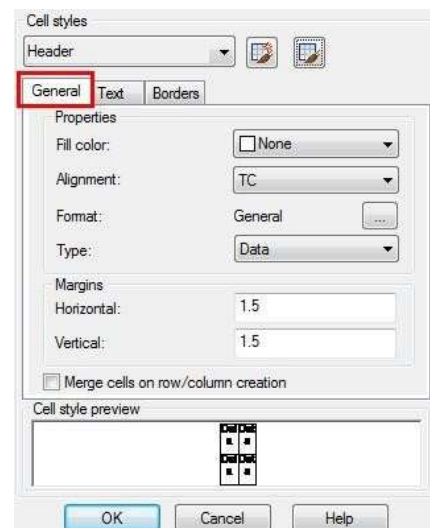 Cell styles
Header
General Text Borders
Properties
Fill color: None
Alignment: TC
Format: General ...
Type: Data
Margins
Horizontal: 1.5
Vertical: 1.5
Merge cells on row/column creation
Cell style preview
OK Cancel Help